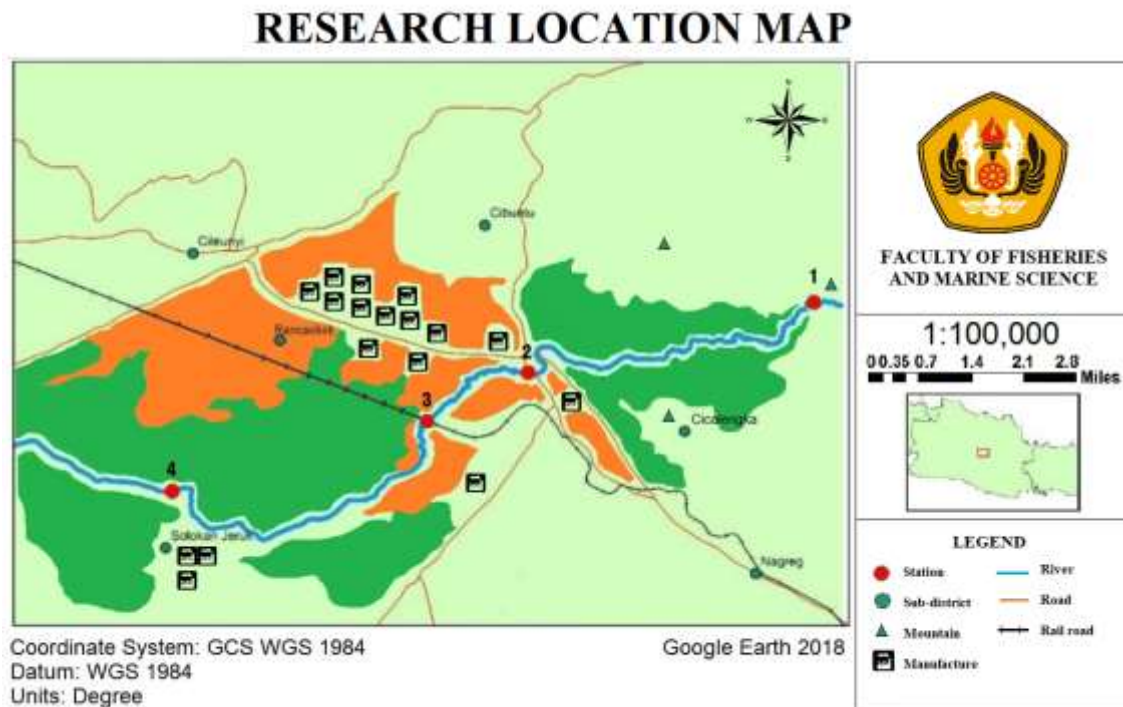 RESEARCH LOCATION MAP
N
W
E
S
Cibuntu
Cileunyi
1
Rancaekek
2
3
Cicalengka
4
Solokan Jeruk
Nagreg
Coordinate System: GCS WGS 1984
Google Earth 2018
Datum: WGS 1984
Units: Degree
FACULTY OF FISHERIES
AND MARINE SCIENCE
1:100,000
0 0.35 0.7 1.4 2.1 2.8
Miles
LEGEND
Station
River
Sub-district
Road
Mountain
Rail road
Manufacture